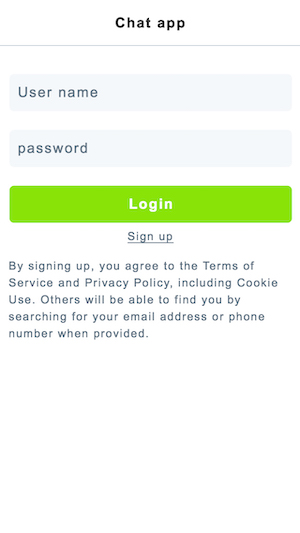 Chat app
User name
password
Login
Sign up
By signing up, you agree to the Terms of
Service and Privacy Policy, including Cookie
Use. Others will be able to find you by
searching for your email address or phone
number when provided.